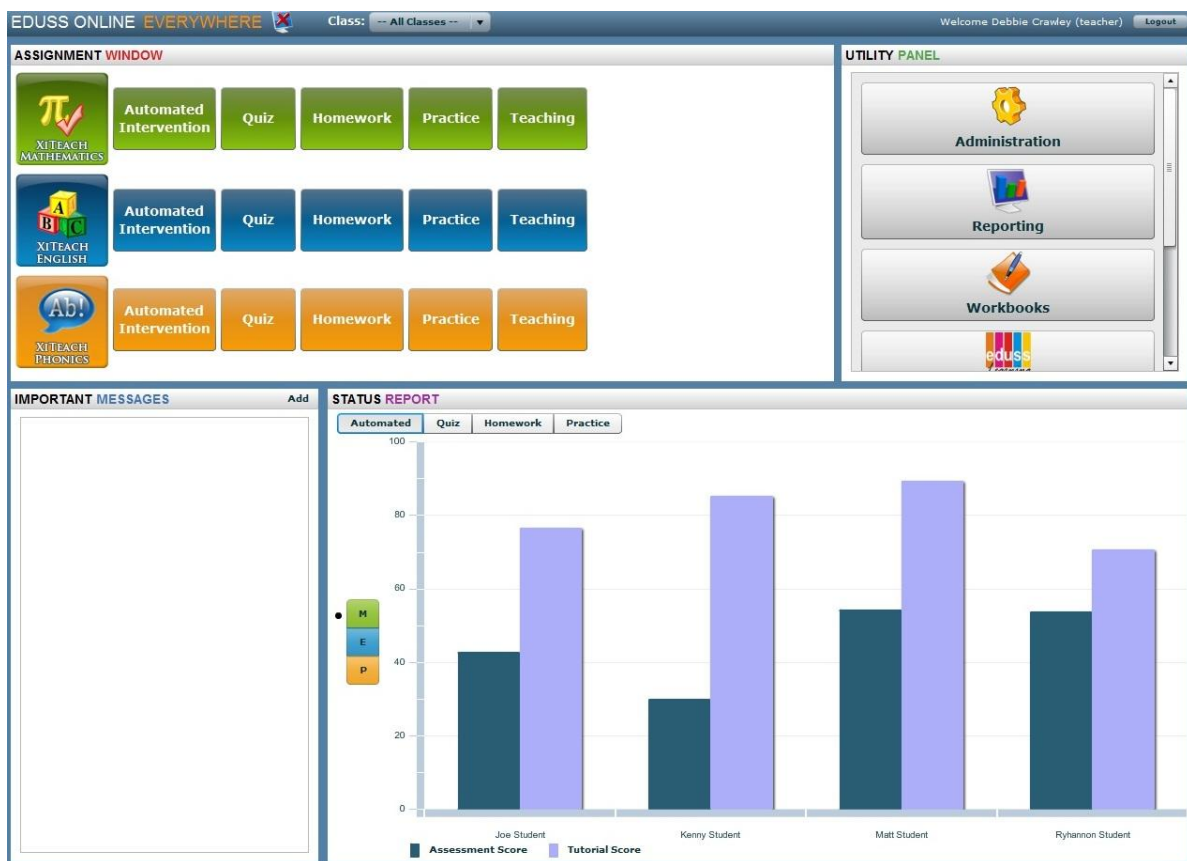 EDUSS ONLINE EVERYWHERE
Class: -- All Classes --
Welcome Debbie Crawley (teacher) Logout
ASSIGNMENT WINDOW
π
XITEACH
MATHEMATICS
Automated
Intervention
Quiz
Homework
Practice
Teaching
A
B C
XITEACH
ENGLISH
Automated
Intervention
Quiz
Homework
Practice
Teaching
Ab!
XITEACH
PHONICS
Automated
Intervention
Quiz
Homework
Practice
Teaching
UTILITY PANEL
Administration
Reporting
Workbooks
eduss
IMPORTANT MESSAGES Add
STATUS REPORT
Automated Quiz Homework Practice
M
E
P
100
80
60
40
20
0
Joe Student Kenny Student Matt Student Ryhannon Student
Assessment Score Tutorial Score